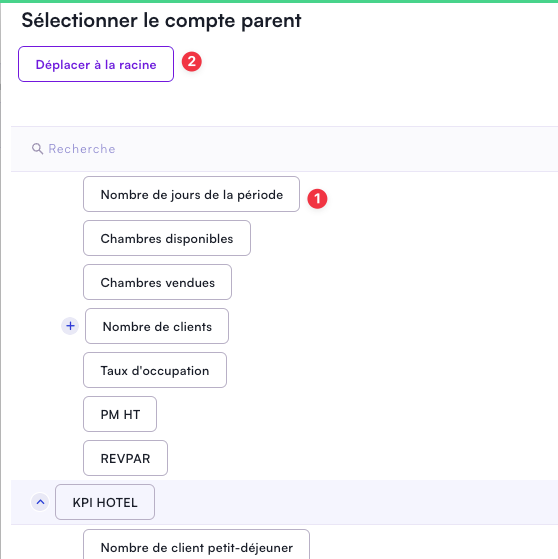 Sélectionner le compte parent
Déplacer à la racine 2
Recherche
Nombre de jours de la période 1
Chambres disponibles
Chambres vendues
+ Nombre de clients
Taux d'occupation
PM HT
REVPAR
KPI HOTEL
Nombre de client petit-déjeuner